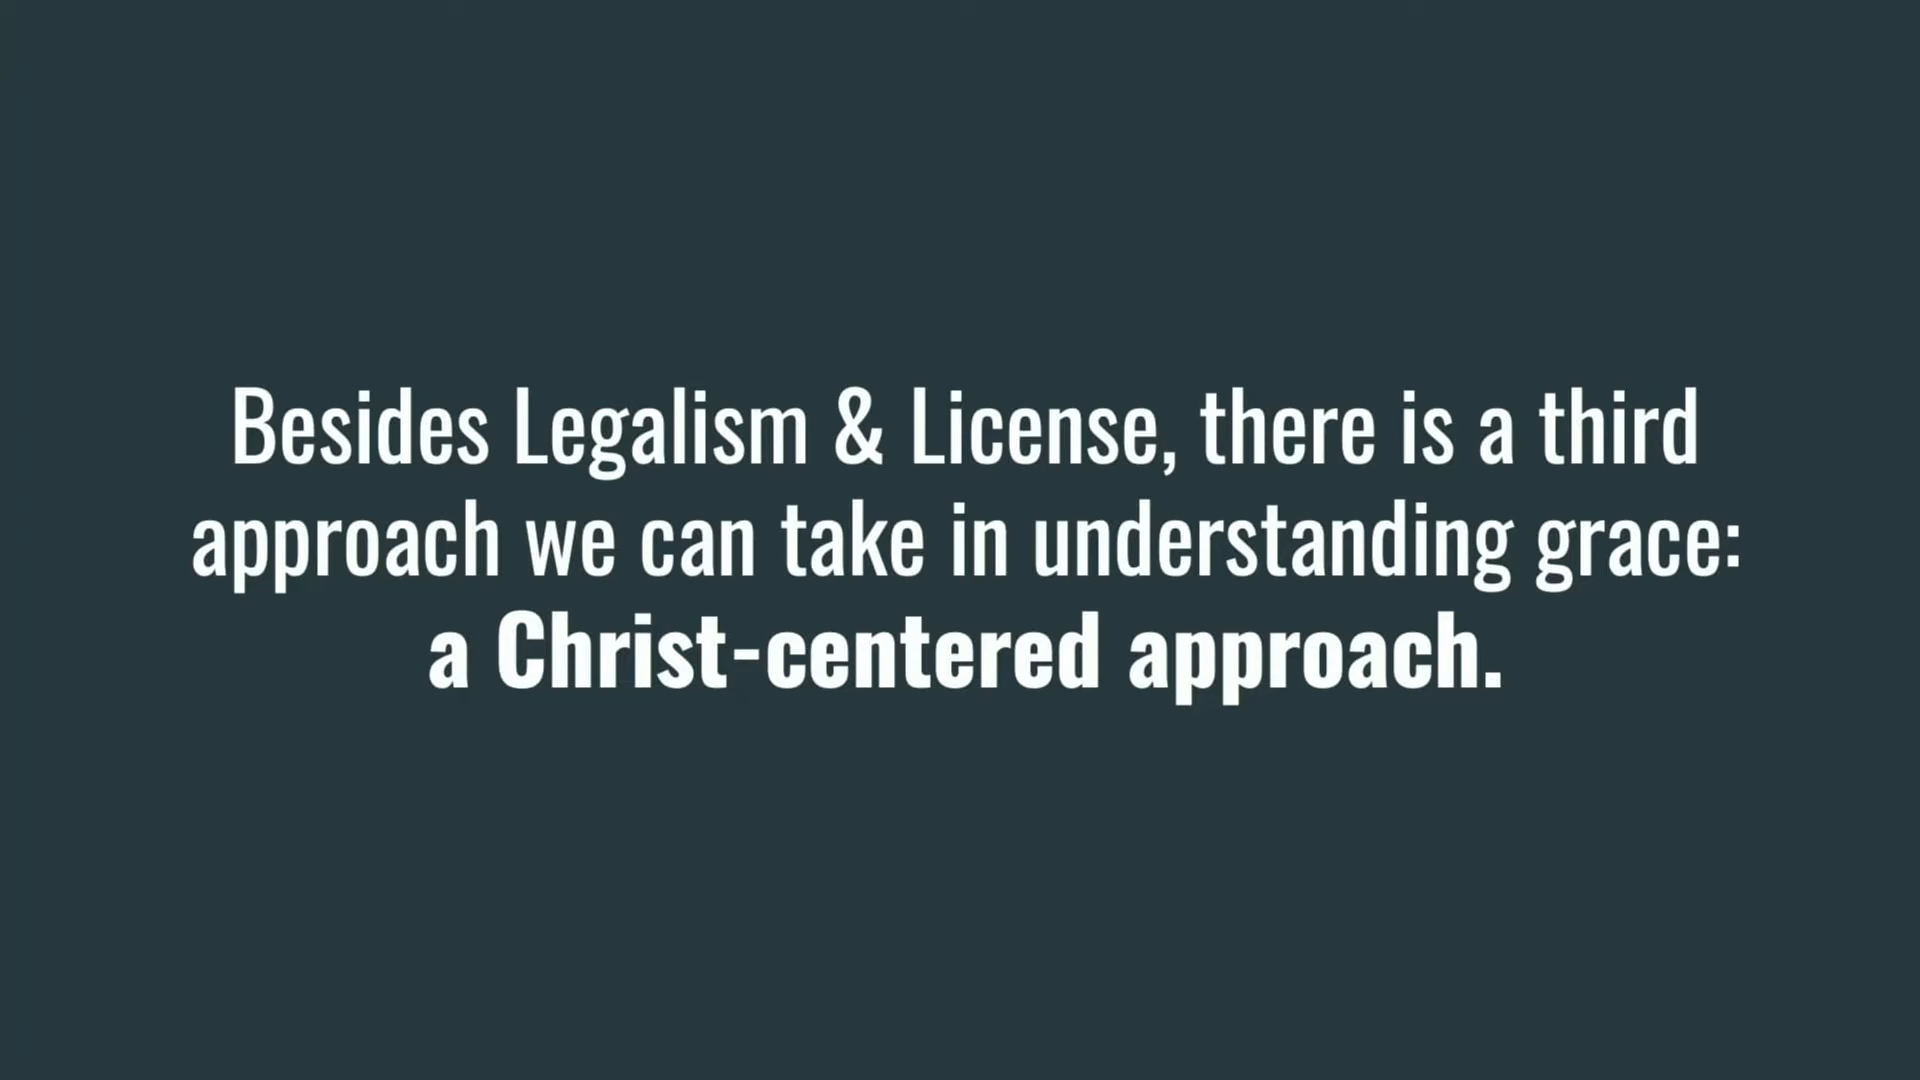 Besides Legalism & License, there is a third
approach we can take in understanding grace:
a Christ-centered approach.